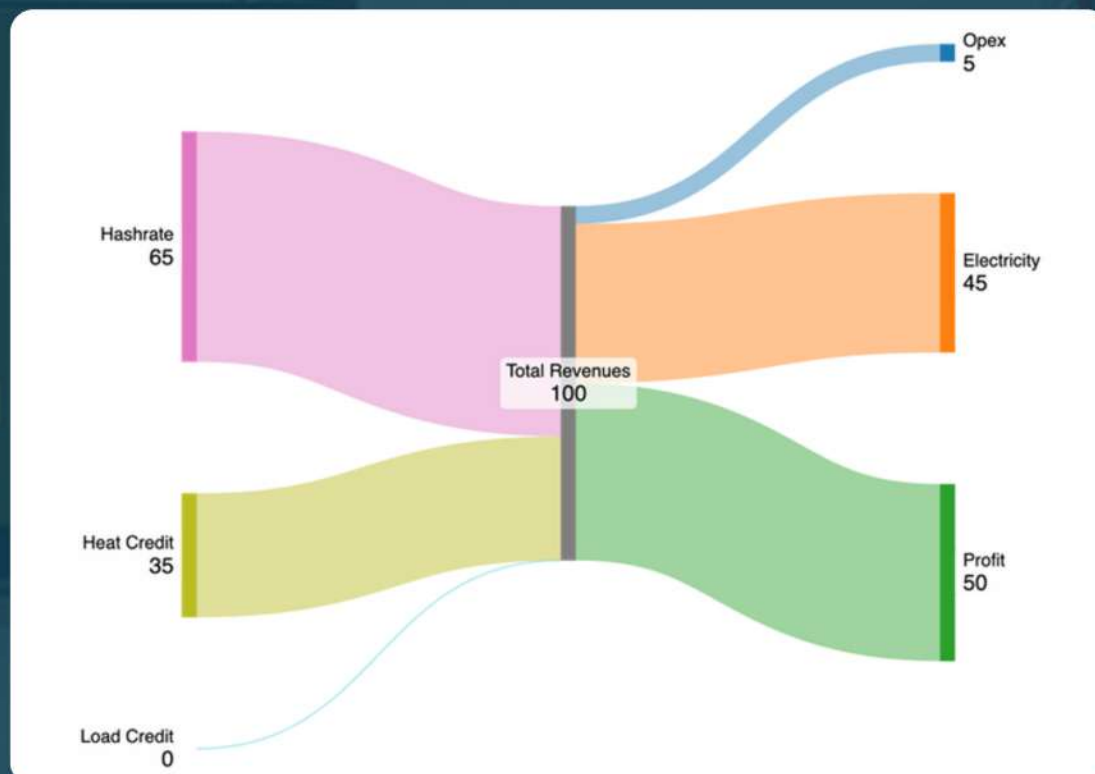 Opex
5
Hashrate
65
Electricity
45
Total Revenues
100
Heat Credit
35
Profit
50
Load Credit
0